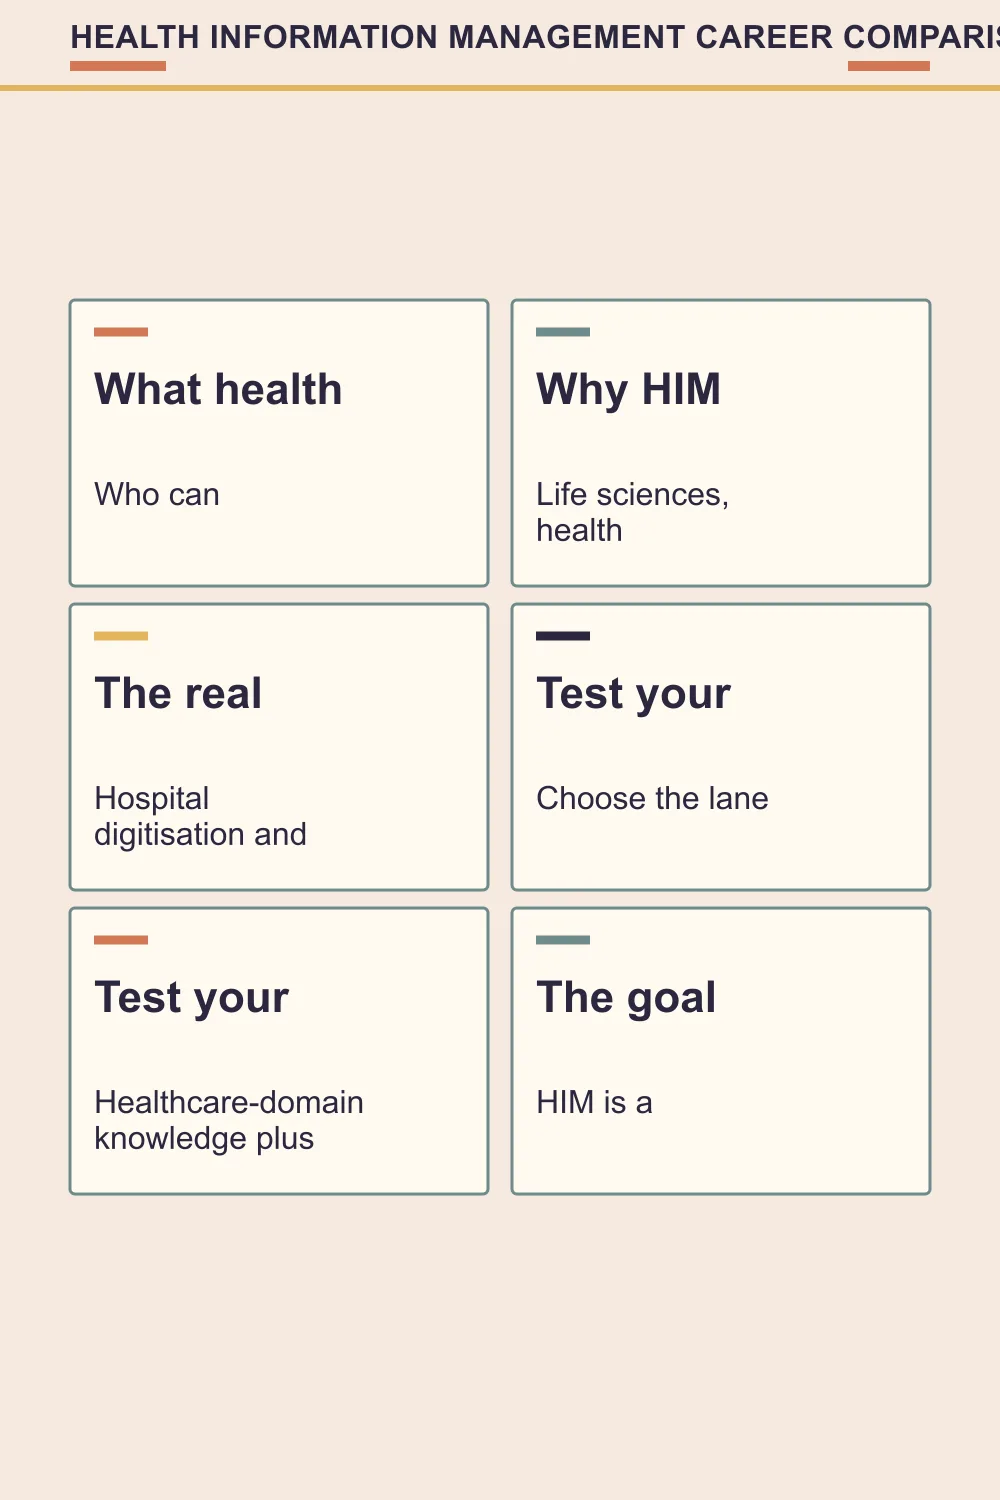 HEALTH INFORMATION MANAGEMENT CAREER COMPARIS
What health
Who can
Why HIM
Life sciences,
health
The real
Hospital
digitisation and
Test your
Choose the lane
Test your
Healthcare-domain
knowledge plus
The goal
HIM is a